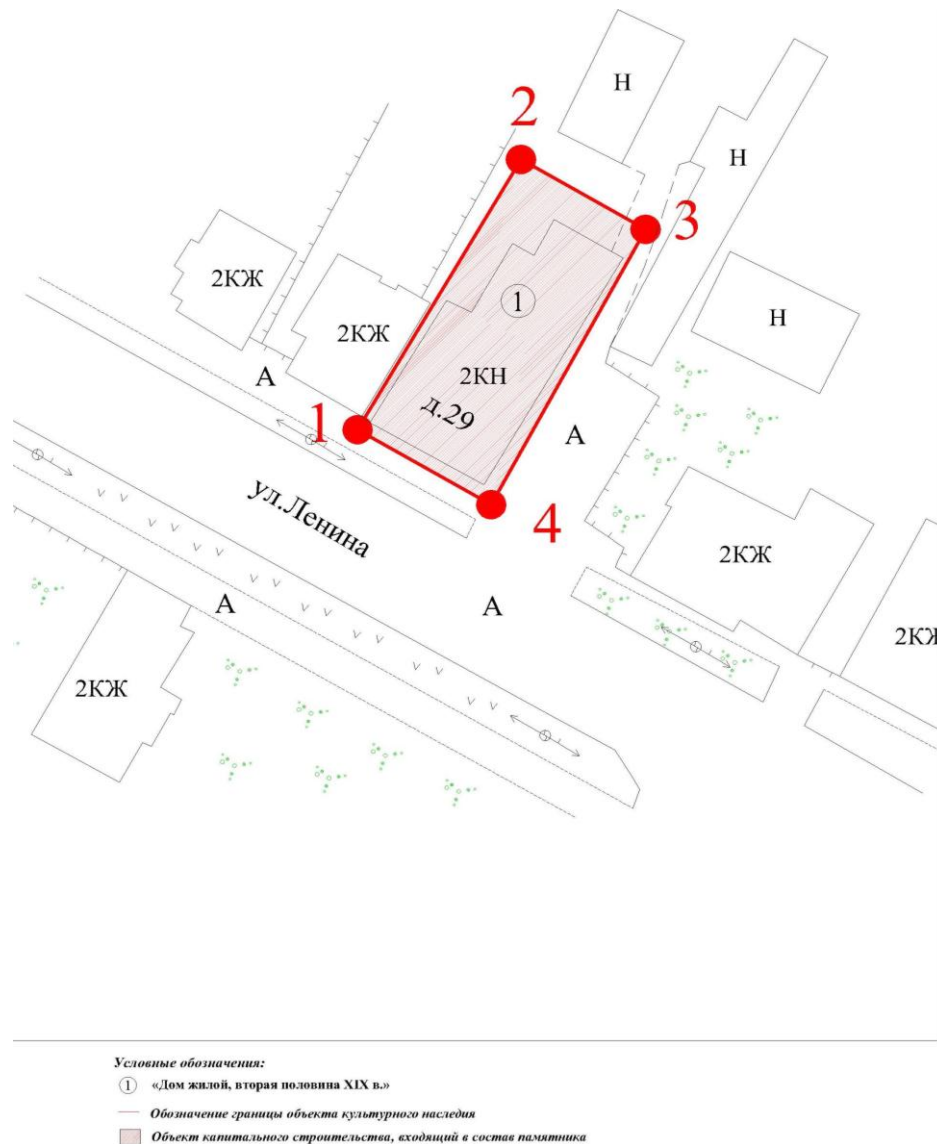 Н
2
Н
3
2КЖ
1
Н
2КЖ
А
2КН
д.29
1
А
4
ул.Ленина
2КЖ
А
А
2КЖ
2КЖ
Условные обозначения:
1 «Дом жилой, вторая половина XIX в.»
Обозначение границы объекта культурного наследия
Объект капитального строительства, входящий в состав памятника